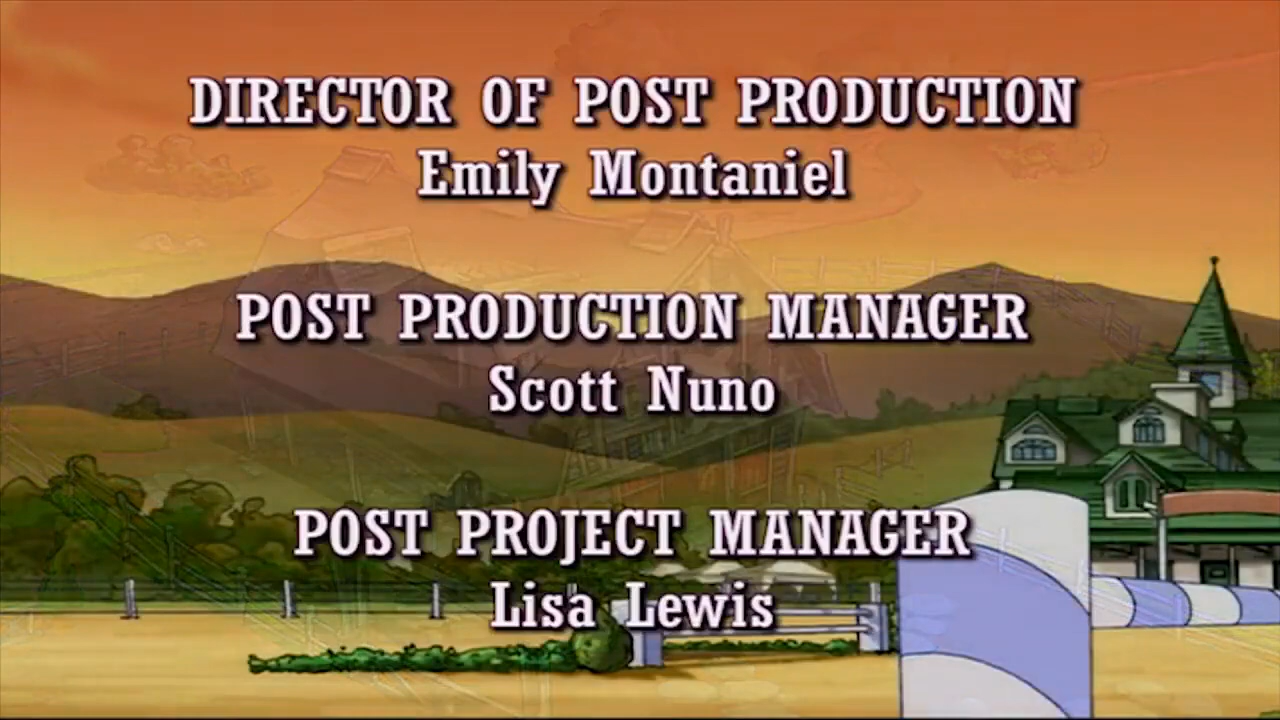 DIRECTOR OF POST PRODUCTION
Emily Montaniel
POST PRODUCTION MANAGER
Scott Nuno
POST PROJECT MANAGER
Lisa Lewis